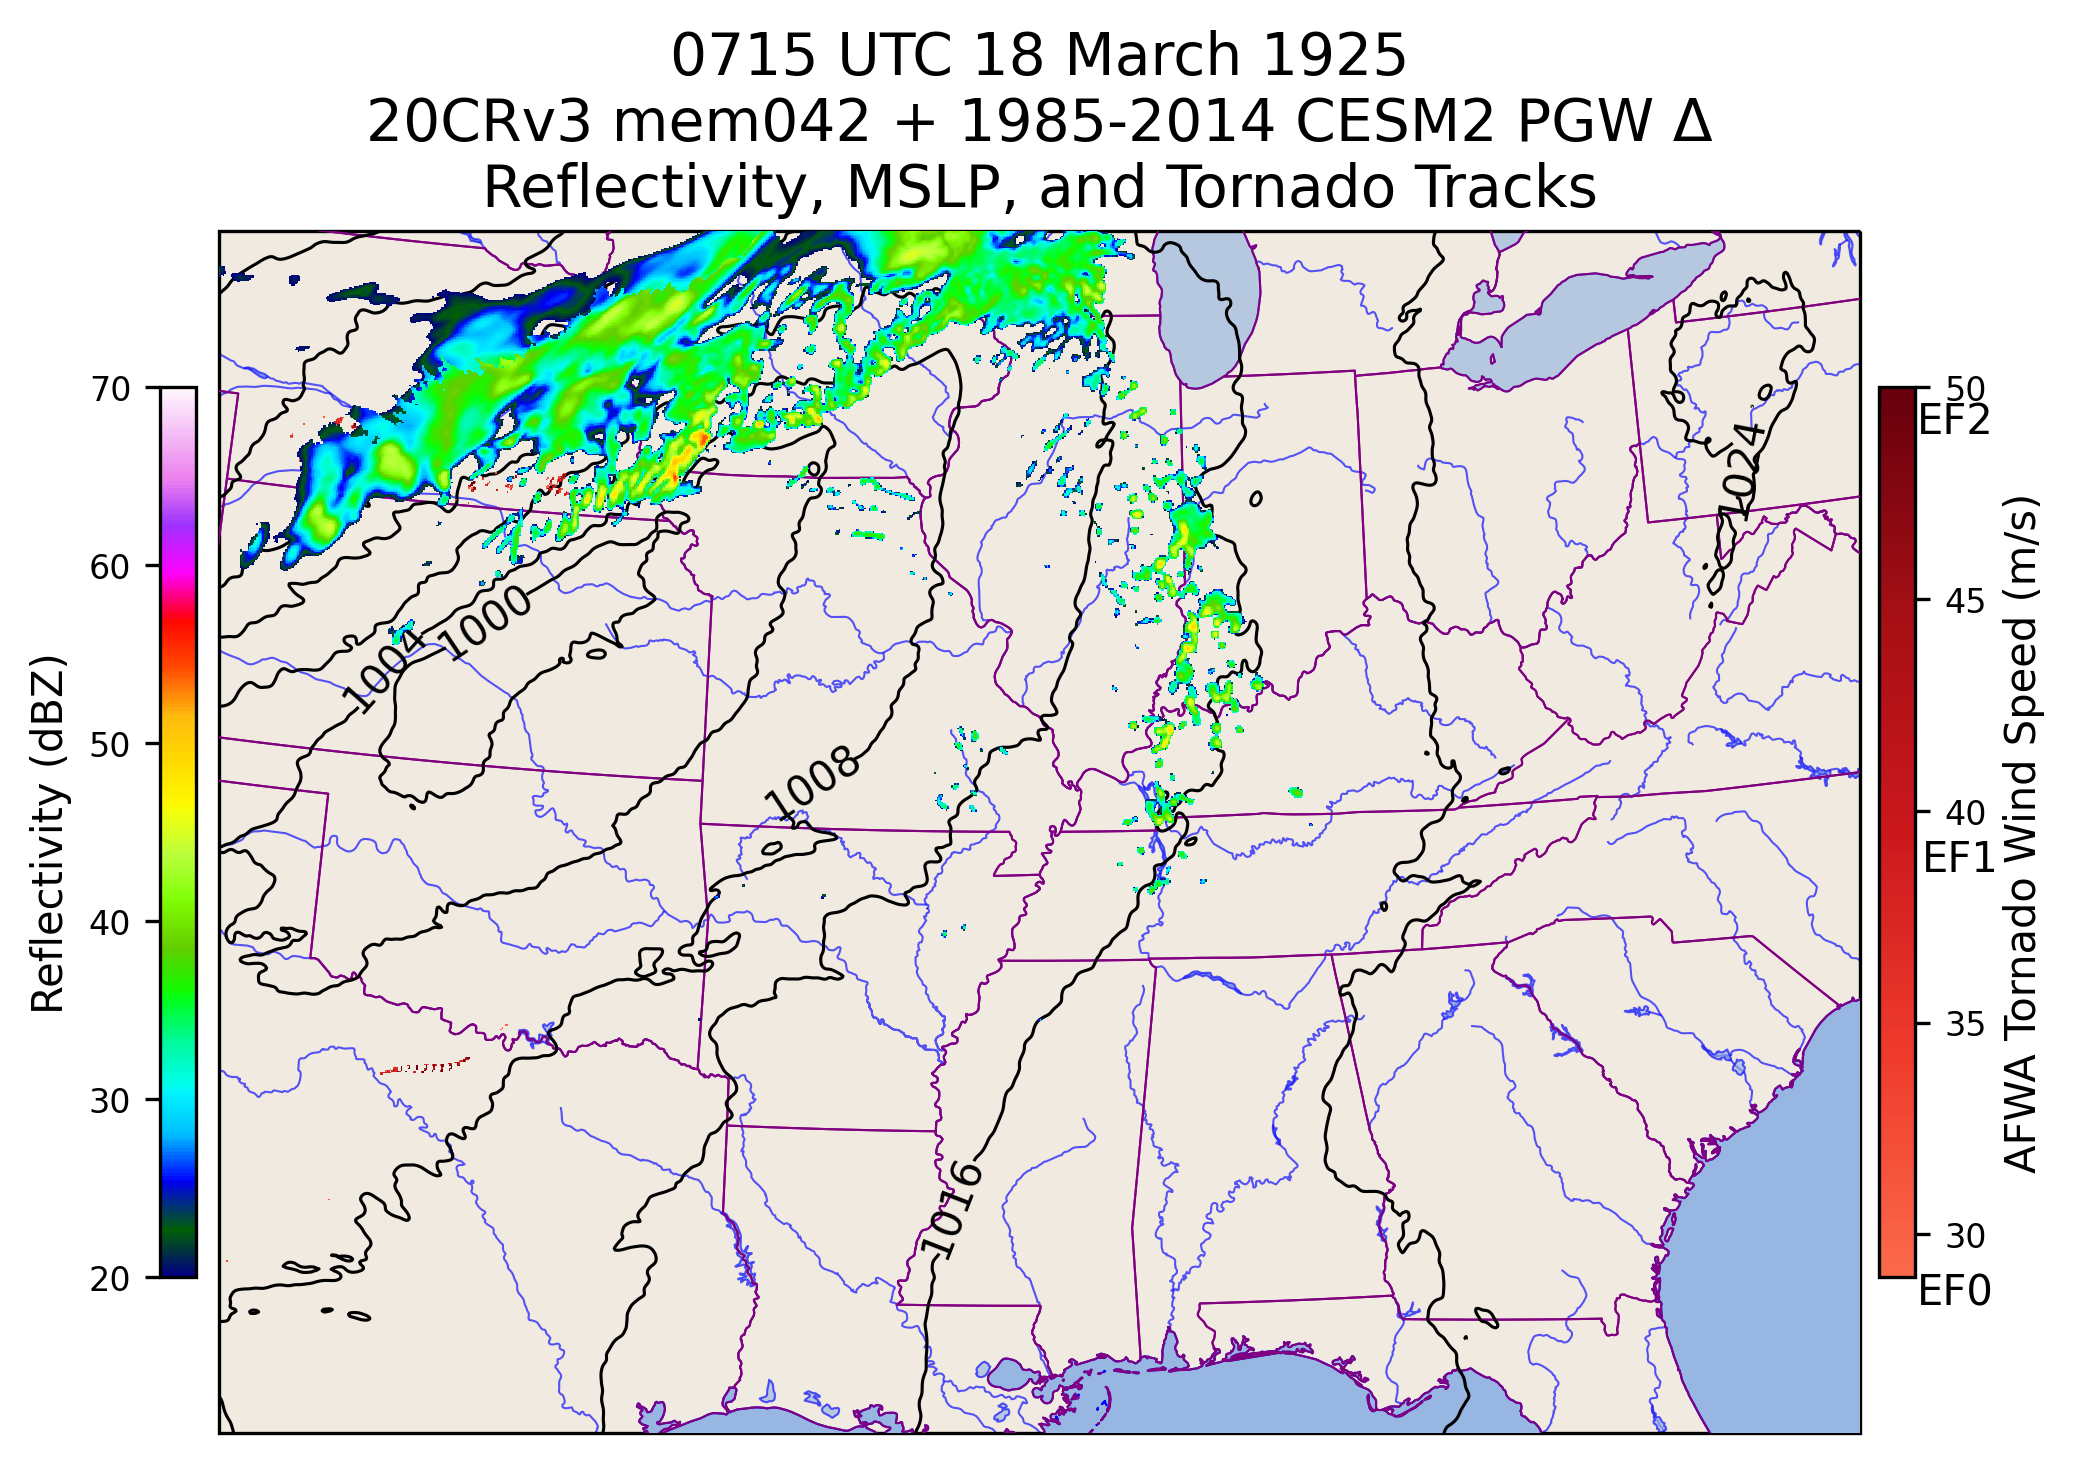 0715 UTC 18 March 1925
20CRv3 mem042 + 1985-2014 CESM2 PGW Δ
Reflectivity, MSLP, and Tornado Tracks
70
60
50
40
30
20
Reflectivity (dBZ)
1004
1000
1008
1016
1024
50
EF2
45
40
EF1
35
30
EF0
AFWA Tornado Wind Speed (m/s)